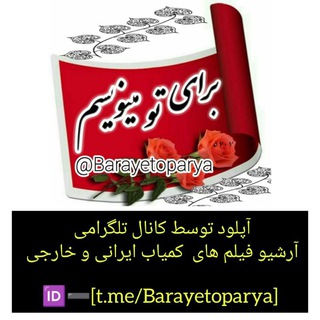 برای تو مینویسم
@Barayetoparya
آپلود توسط کانال تلگرامی
آرشیو فیلم های کمیاب ایرانی و خارجی
🆔➖[t.me/Barayetoparya]